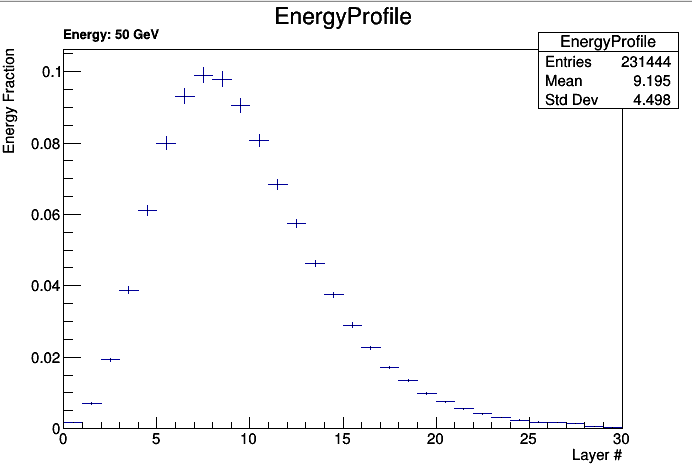 EnergyProfile
Energy: 50 GeV
EnergyProfile
Entries 231444
Mean 9.195
Std Dev 4.498
Energy Fraction
0.1
0.08
0.06
0.04
0.02
0
0 5 10 15 20 25 30
Layer #